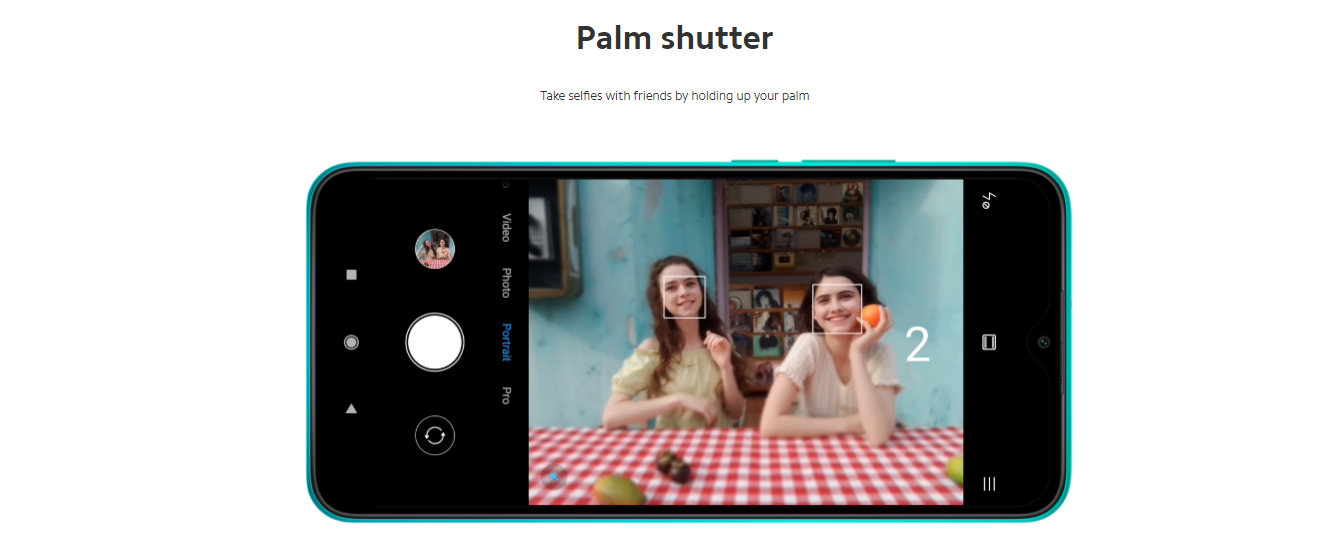 Palm shutter
Take selfies with friends by holding up your palm
Video
Photo
Portrait
Pro
2